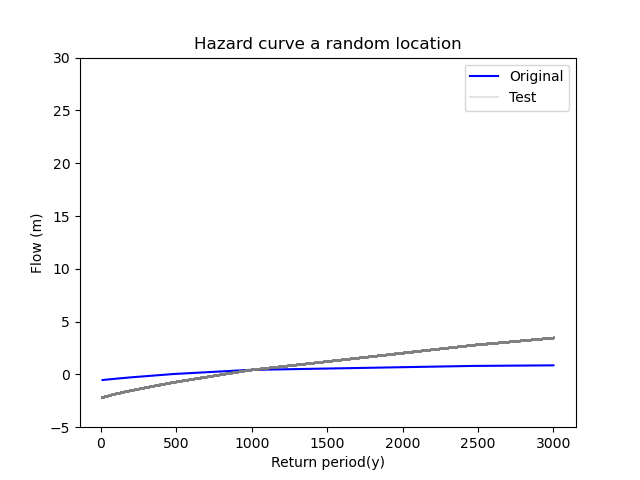 Hazard curve a random location
Original
Test
30
25
20
15
10
5
0
−5
Flow (m)
0 500 1000 1500 2000 2500 3000
Return period(y)